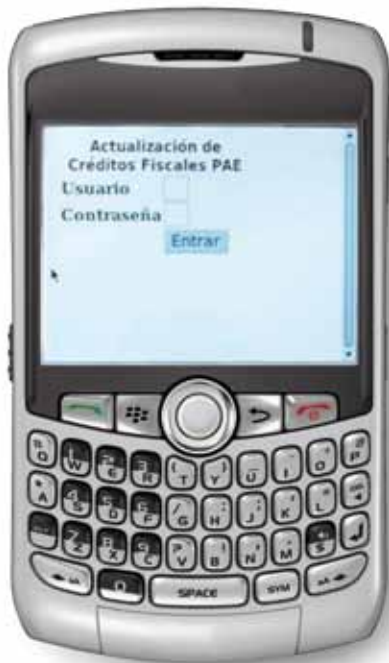 Actualización de
Créditos Fiscales PAE
Usuario
Contraseña
Entrar
Q W E R T Y U I O P
A S D F G H J K L
Z X C V B N M
SPACE SYM